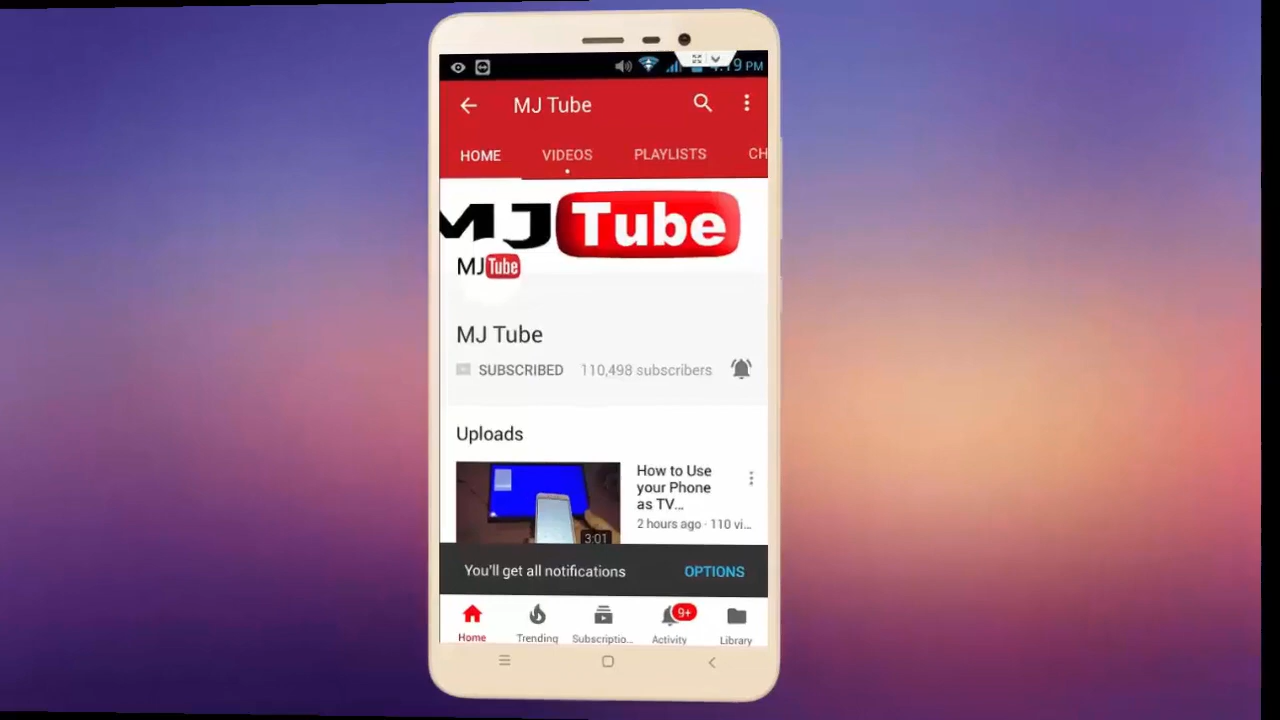 PM
MJ Tube
HOME VIDEOS PLAYLISTS CH
MJ Tube
MJ Tube
MJ Tube
SUBSCRIBED 110,498 subscribers
Uploads
How to Use
your Phone
as TV...
2 hours ago · 110 vi...
3:01
You'll get all notifications OPTIONS
9+
Home Trending Subscriptio... Activity Library